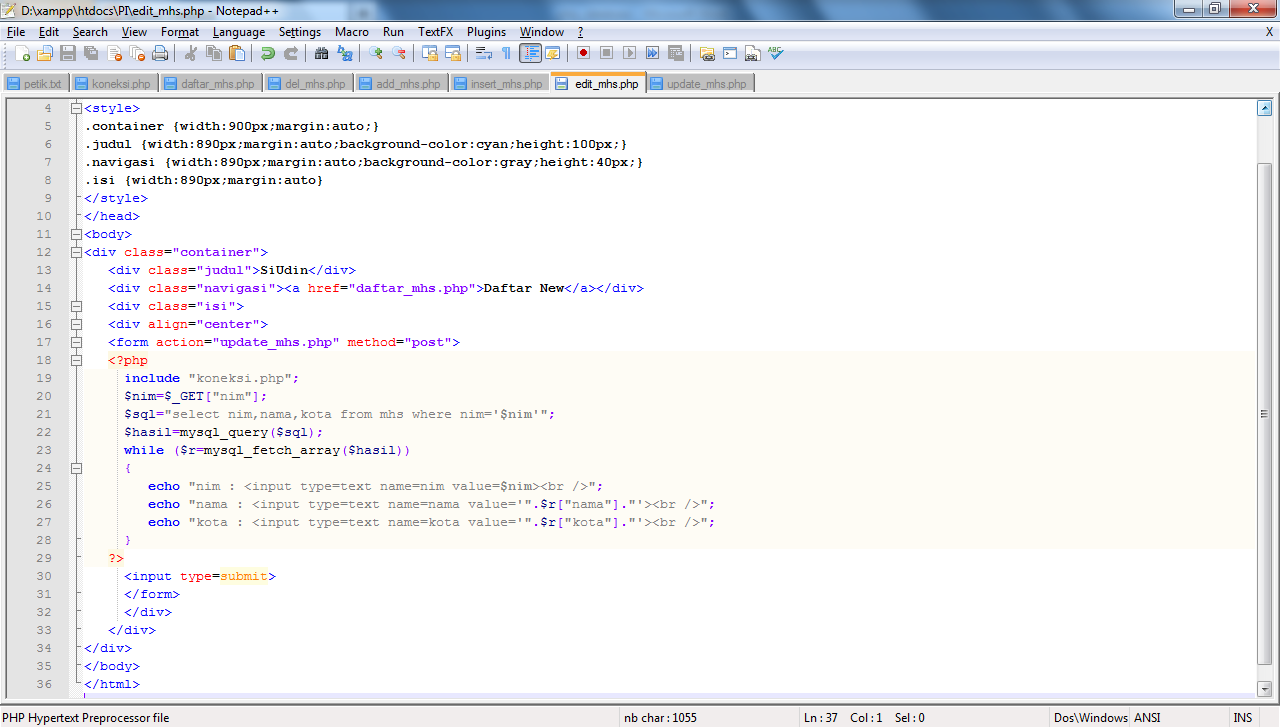 D:\xampp\htdocs\PI\edit_mhs.php - Notepad++
File Edit Search View Format Language Settings Macro Run TextFX Plugins Window ? X
petik.txt koneksi.php daftar_mhs.php del_mhs.php add_mhs.php insert_mhs.php edit_mhs.php update_mhs.php
4 <style>
5 .container {width:900px;margin:auto;}
6 .judul {width:890px;margin:auto;background-color:cyan;height:100px;}
7 .navigasi {width:890px;margin:auto;background-color:gray;height:40px;}
8 .isi {width:890px;margin:auto}
9 </style>
10 </head>
11 <body>
12 <div class="container">
13 <div class="judul">SiUdin</div>
14 <div class="navigasi"><a href="daftar_mhs.php">Daftar New</a></div>
15 <div class="isi">
16 <div align="center">
17 <form action="update_mhs.php" method="post">
18 <?php
19 include "koneksi.php";
20 $nim=$_GET["nim"];
21 $sql="select nim,nama,kota from mhs where nim='$nim'";
22 $hasil=mysql_query($sql);
23 while ($r=mysql_fetch_array($hasil))
24 {
25 echo "nim : <input type=text name=nim value=$nim><br />";
26 echo "nama : <input type=text name=nama value='".$r["nama"]."'><br />";
27 echo "kota : <input type=text name=kota value='".$r["kota"]."'><br />";
28 }
29 ?>
30 <input type=submit>
31 </form>
32 </div>
33 </div>
34 </div>
35 </body>
36 </html>
PHP Hypertext Preprocessor file nb char : 1055 Ln : 37 Col : 1 Sel : 0 Dos\Windows ANSI INS